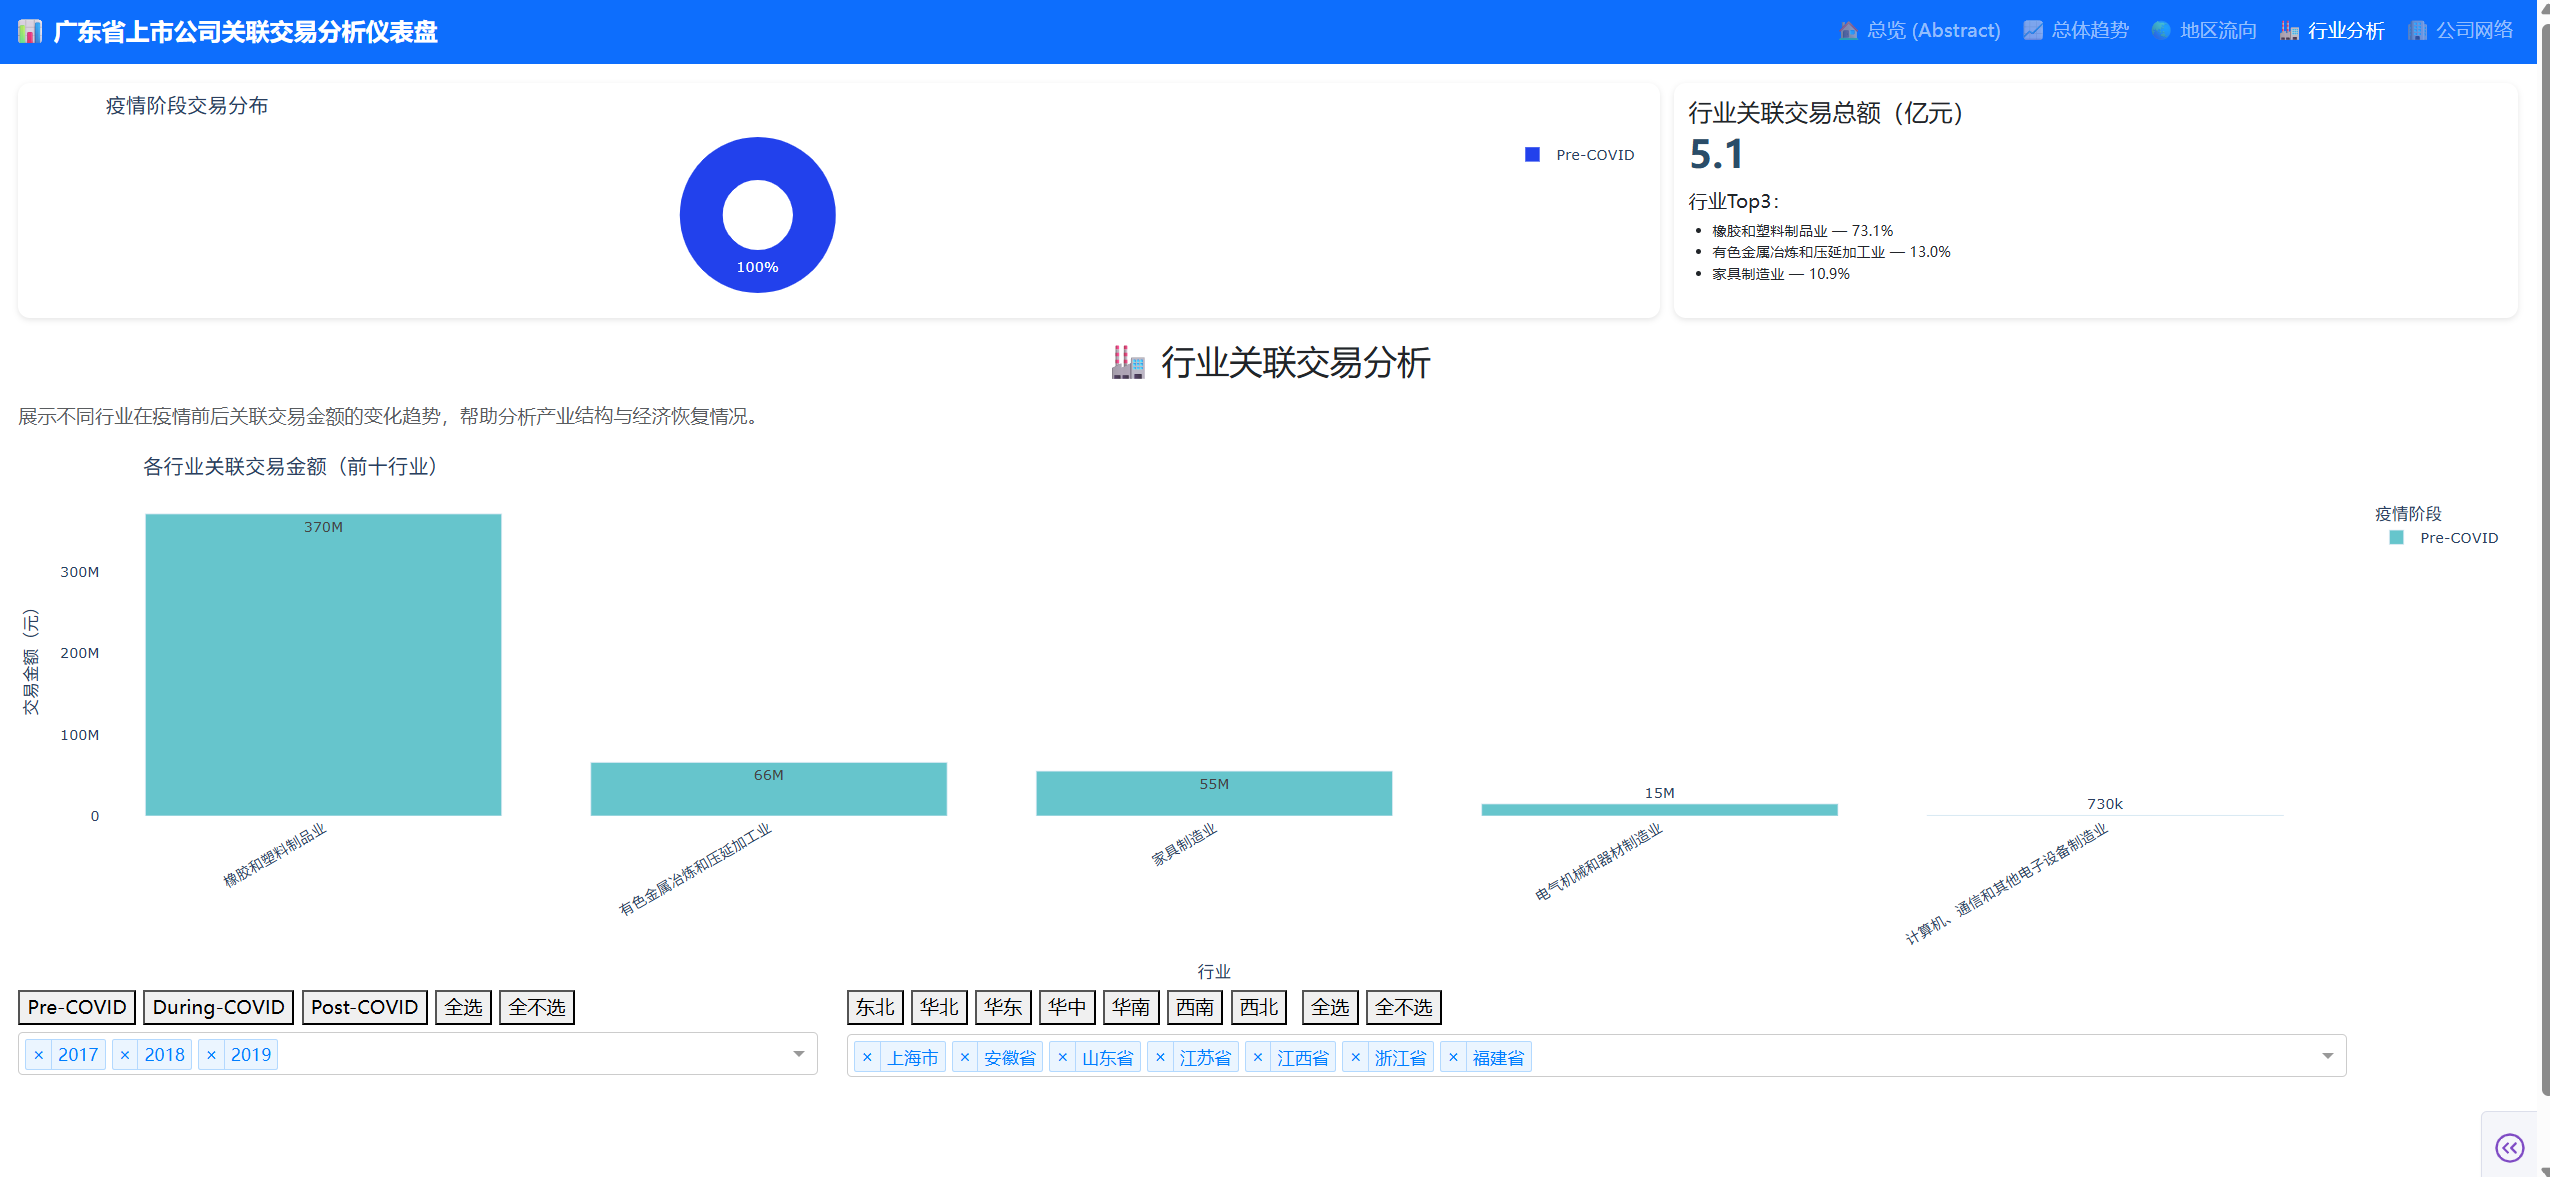 广东省上市公司关联交易分析仪表盘
总览 (Abstract) 总体趋势 地区流向 行业分析 公司网络
疫情阶段交易分布
Pre-COVID
100%
行业关联交易总额（亿元）
5.1
行业Top3：
橡胶和塑料制品业 — 73.1%
有色金属冶炼和压延加工业 — 13.0%
家具制造业 — 10.9%
行业关联交易分析
展示不同行业在疫情前后关联交易金额的变化趋势，帮助分析产业结构与经济恢复情况。
各行业关联交易金额（前十行业）
疫情阶段
Pre-COVID
交易金额（元）
300M
200M
100M
0
370M
66M
55M
15M
730k
橡胶和塑料制品业
有色金属冶炼和压延加工业
家具制造业
电气机械和器材制造业
计算机、通信和其他电子设备制造业
行业
Pre-COVID During-COVID Post-COVID 全选 全不选
× 2017 × 2018 × 2019
东北 华北 华东 华中 华南 西南 西北 全选 全不选
× 上海市 × 安徽省 × 山东省 × 江苏省 × 江西省 × 浙江省 × 福建省